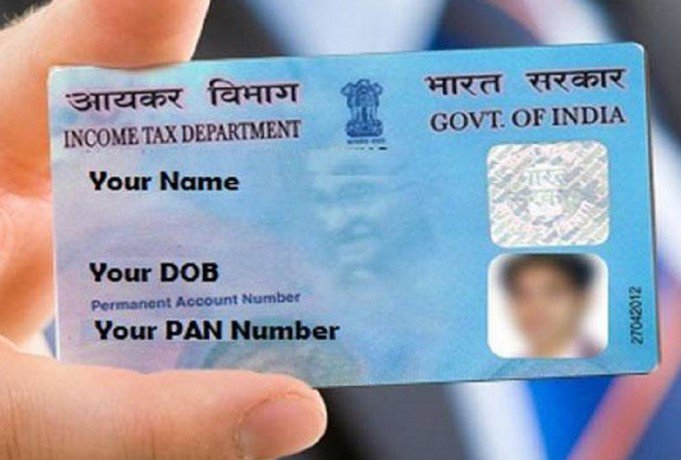 आयकर विभाग
भारत सरकार
INCOME TAX DEPARTMENT
GOVT. OF INDIA
Your Name
Your DOB
Permanent Account Number
Your PAN Number
27042012